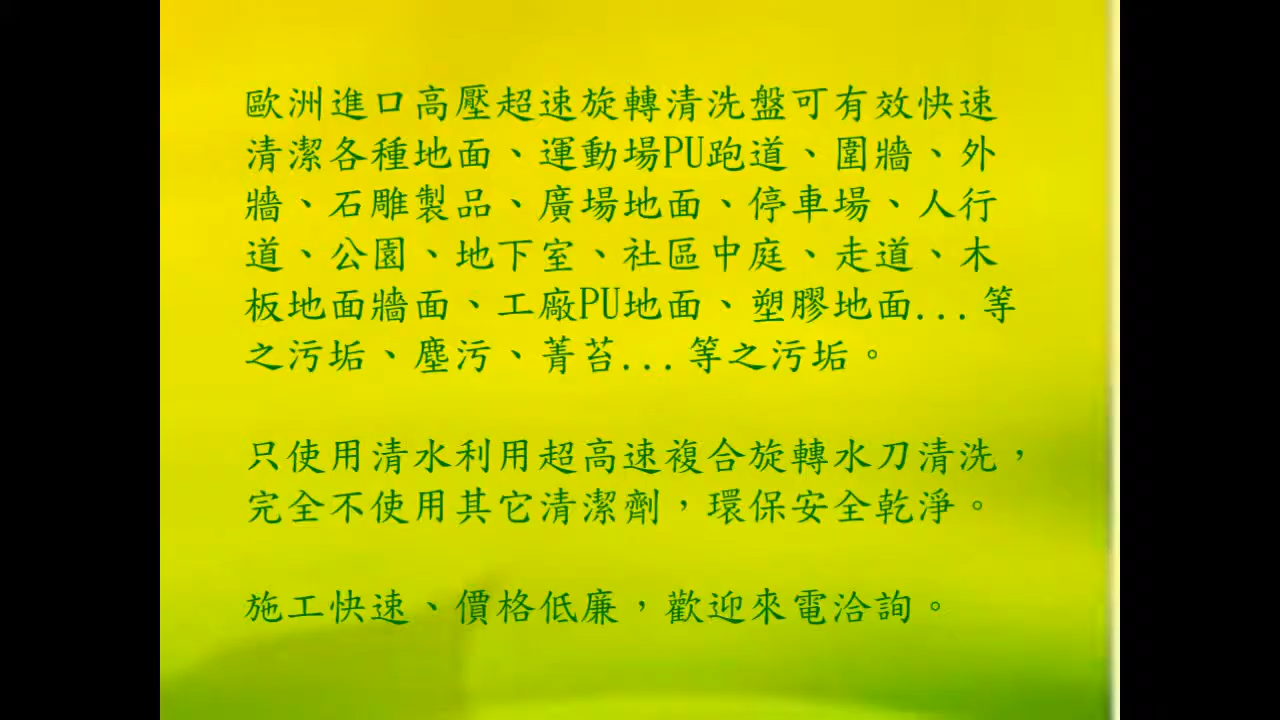 歐洲進口高壓超速旋轉清洗盤可有效快速
清潔各種地面、運動場PU跑道、圍牆、外
牆、石雕製品、廣場地面、停車場、人行
道、公園、地下室、社區中庭、走道、木
板地面牆面、工廠PU地面、塑膠地面...等
之污垢、塵污、菁苔...等之污垢。
只使用清水利用超高速複合旋轉水刀清洗，
完全不使用其它清潔劑，環保安全乾淨。
施工快速、價格低廉，歡迎來電洽詢。